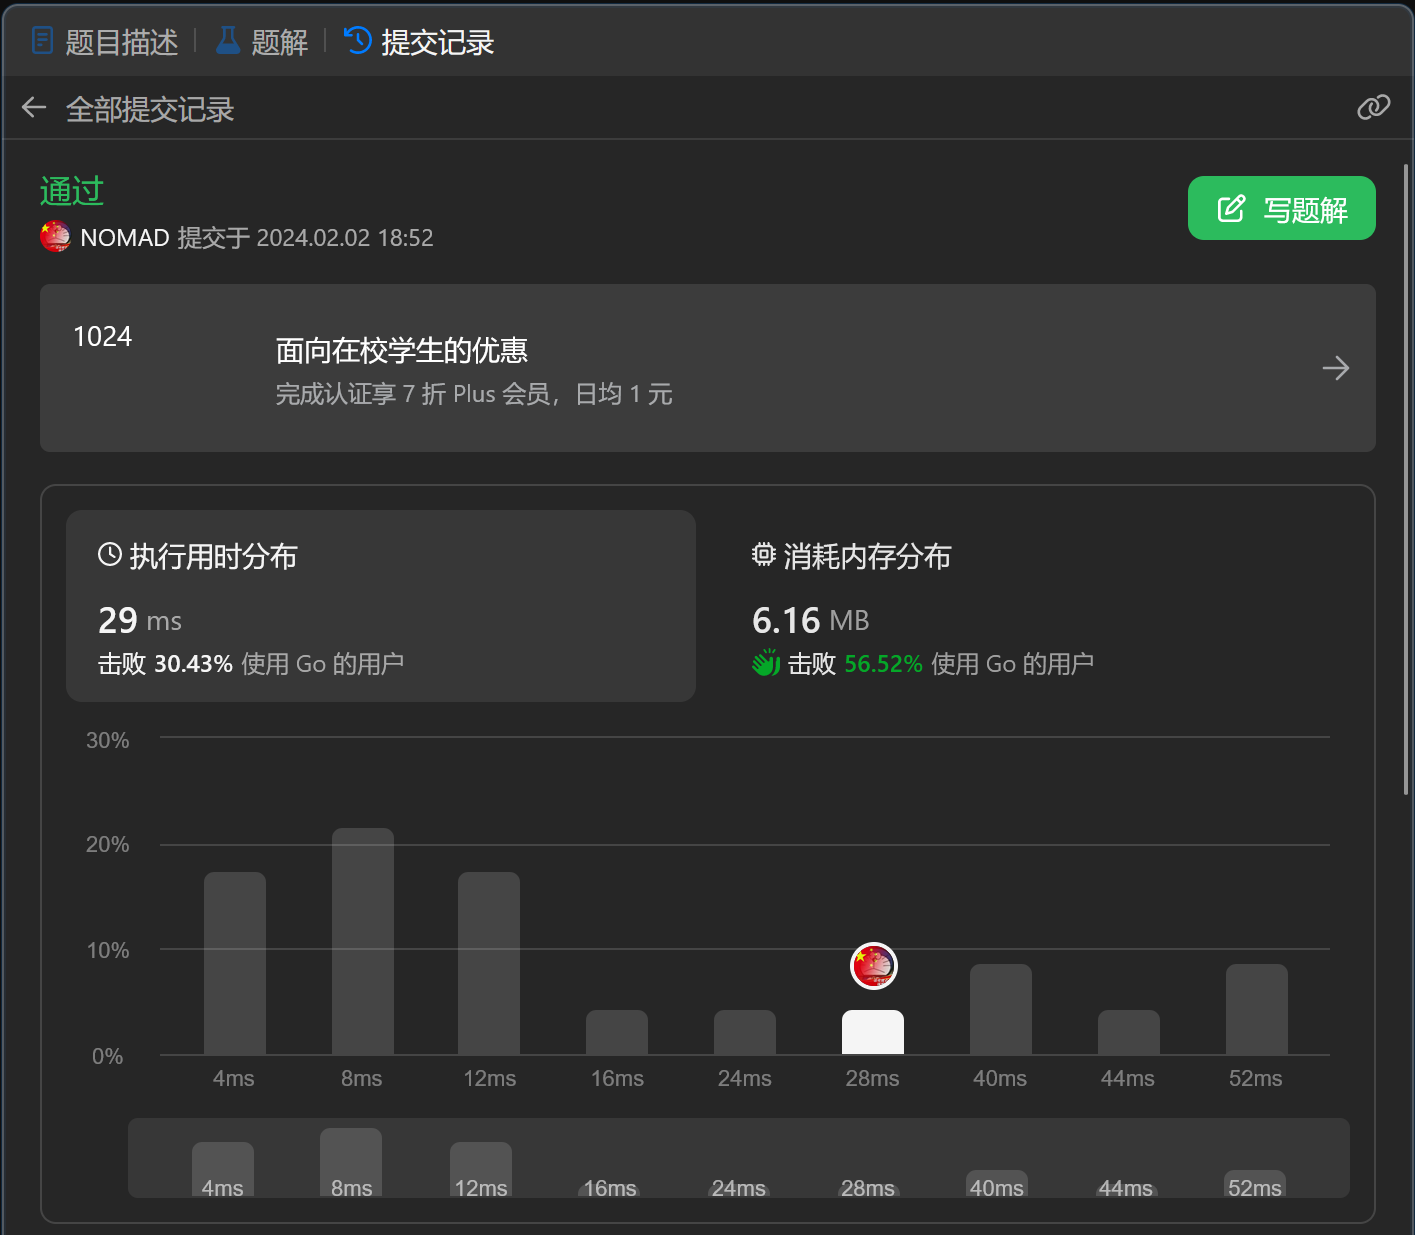 题目描述 题解 提交记录
全部提交记录
通过
写题解
NOMAD 提交于 2024.02.02 18:52
1024
面向在校学生的优惠
完成认证享 7 折 Plus 会员，日均 1 元
执行用时分布
29 ms
击败 30.43% 使用 Go 的用户
消耗内存分布
6.16 MB
击败 56.52% 使用 Go 的用户
30%
20%
10%
0%
4ms 8ms 12ms 16ms 24ms 28ms 40ms 44ms 52ms
4ms 8ms 12ms 16ms 24ms 28ms 40ms 44ms 52ms